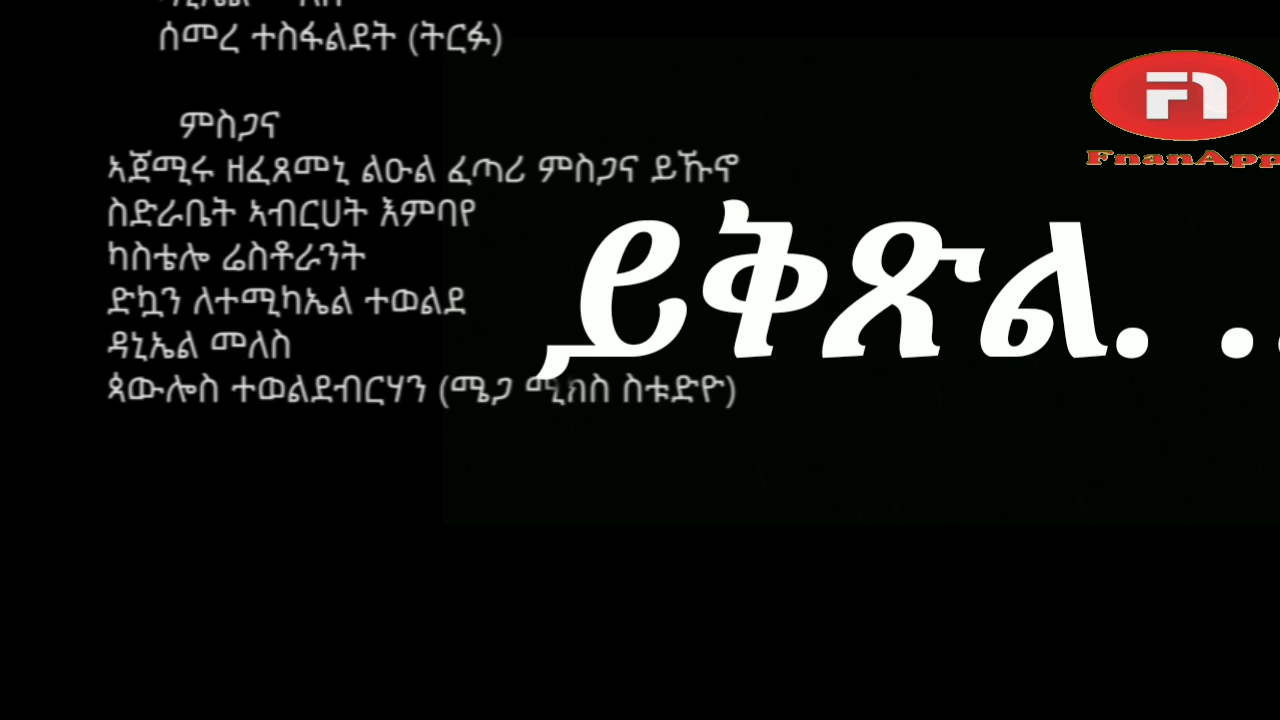 ሰመረ ተስፋልደት (ትርፉ)
ምስጋና
ኣጀሚሩ ዘፈጸመኒ ልዑል ፈጣሪ ምስጋና ይኹኖ
ስድራቤት ኣብርሀት እምባየ
ካስቴሎ ሬስቶራንት
ድኳን ለተሚካኤል ተወልደ
ዳኒኤል መለስ
ጳውሎስ ተወልደብርሃን (ሜጋ ሚክስ ስቱድዮ)
ይቅጽል. ..
F1
FnanApp